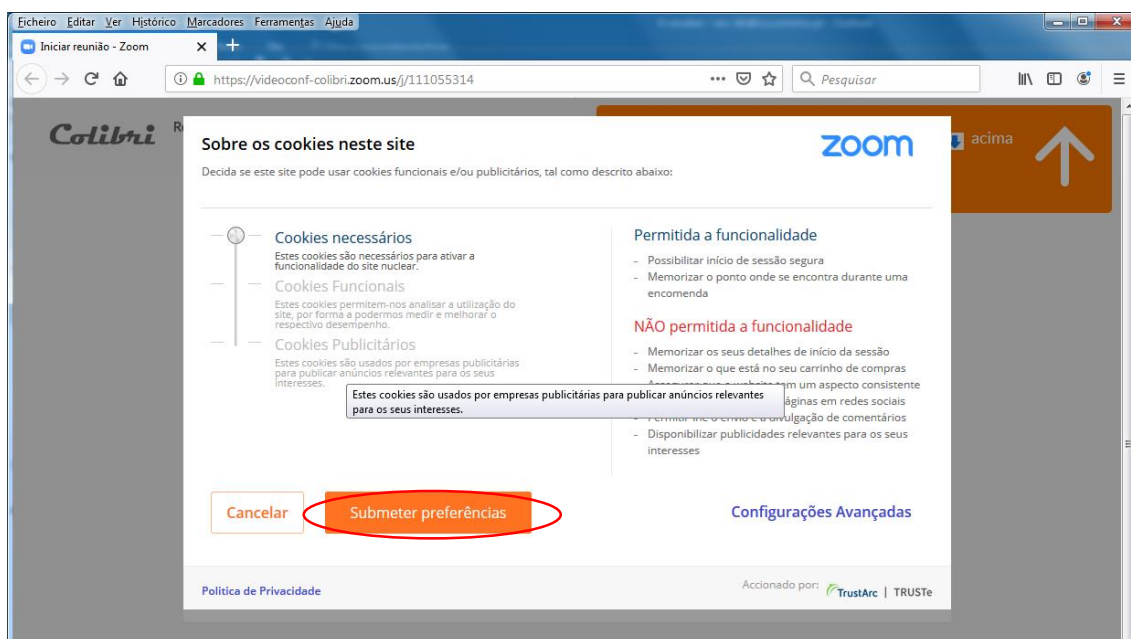 Ficheiro Editar Ver Histórico Marcadores Ferramentas Ajuda
Iniciar reunião - Zoom
https://videoconf-colibri.zoom.us/j/111055314
Pesquisar
Colibri
acima
Sobre os cookies neste site
zoom
Decida se este site pode usar cookies funcionais e/ou publicitários, tal como descrito abaixo:
Cookies necessários
Estes cookies são necessários para ativar a
funcionalidade do site nuclear.
Cookies Funcionais
Estes cookies permitem-nos analisar a utilização do
site, por forma a podermos medir e melhorar o
respectivo desempenho.
Cookies Publicitários
Estes cookies são usados por empresas publicitárias
para publicar anúncios relevantes para os seus
interesses.
Estes cookies são usados por empresas publicitárias para publicar anúncios relevantes
para os seus interesses.
Permitida a funcionalidade
- Possibilitar início de sessão segura
- Memorizar o ponto onde se encontra durante uma
encomenda
NÃO permitida a funcionalidade
- Memorizar os seus detalhes de início da sessão
- Memorizar o que está no seu carrinho de compras
tem um aspecto consistente
páginas em redes sociais
divulgação de comentários
- Disponibilizar publicidades relevantes para os seus
interesses
Cancelar
Submeter preferências
Configurações Avançadas
Politica de Privacidade
Accionado por: TrustArc | TRUSTe